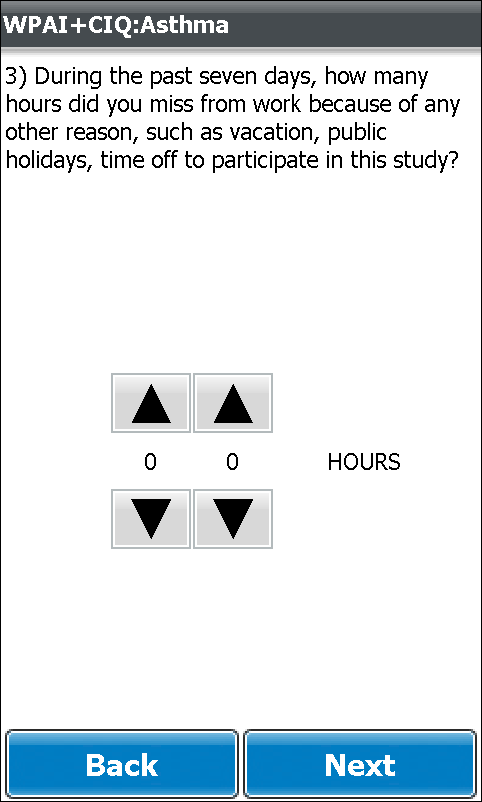 WPAI+CIQ:Asthma
3) During the past seven days, how many
hours did you miss from work because of any
other reason, such as vacation, public
holidays, time off to participate in this study?
0 0 HOURS
Back Next